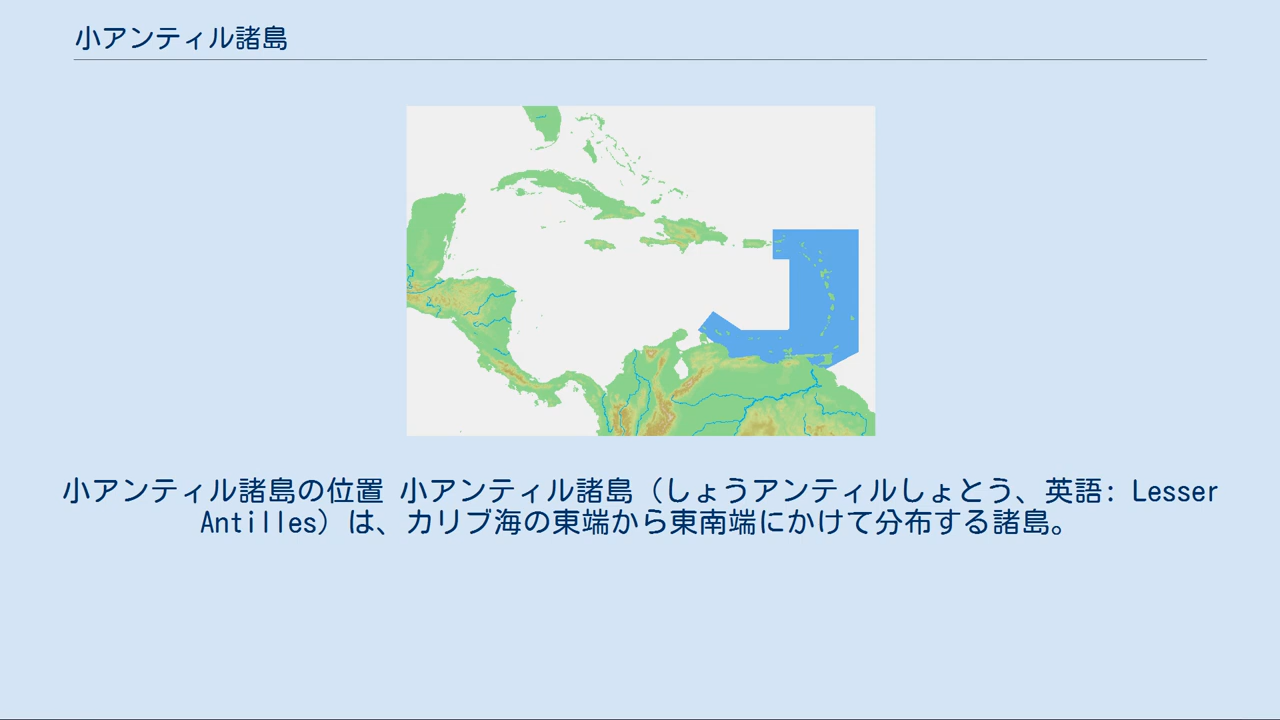 小アンティル諸島
小アンティル諸島の位置 小アンティル諸島（しょうアンティルしょとう、英語: Lesser
Antilles）は、カリブ海の東端から東南端にかけて分布する諸島。